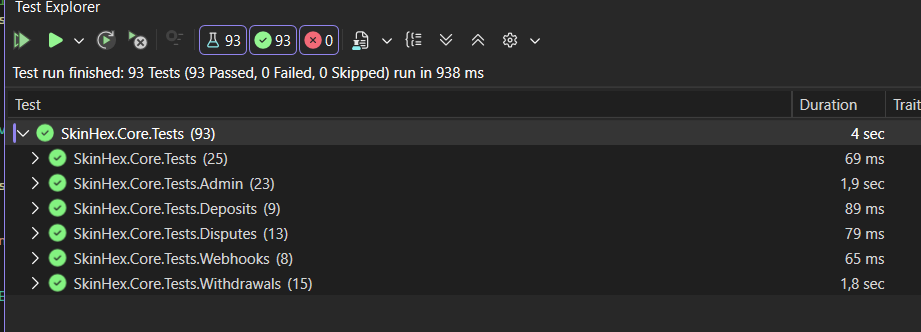 Test Explorer
93 93 0
Test run finished: 93 Tests (93 Passed, 0 Failed, 0 Skipped) run in 938 ms
Test Duration Trait
SkinHex.Core.Tests (93) 4 sec
SkinHex.Core.Tests (25) 69 ms
SkinHex.Core.Tests.Admin (23) 1,9 sec
SkinHex.Core.Tests.Deposits (9) 89 ms
SkinHex.Core.Tests.Disputes (13) 79 ms
SkinHex.Core.Tests.Webhooks (8) 65 ms
SkinHex.Core.Tests.Withdrawals (15) 1,8 sec